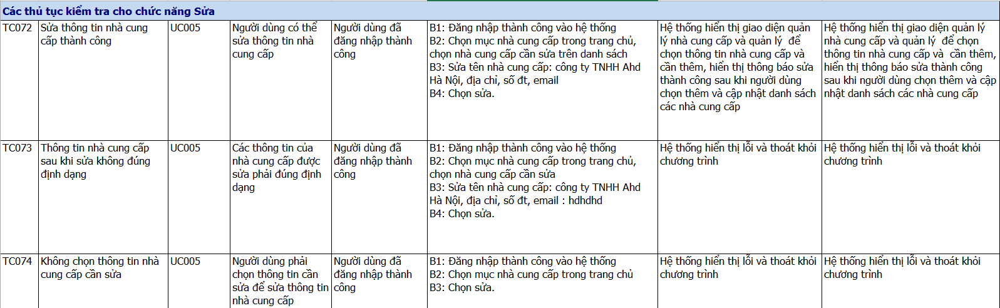 Các thủ tục kiểm tra cho chức năng Sửa
TC072
Sửa thông tin nhà cung
cấp thành công
UC005
Người dùng có thể
sửa thông tin nhà
cung cấp
Người dùng đã
đăng nhập thành
công
B1: Đăng nhập thành công vào hệ thống
B2: Chọn mục nhà cung cấp trong trang chủ,
chọn nhà cung cấp cần sửa trên danh sách
B3: Sửa tên nhà cung cấp: công ty TNHH Ahd
Hà Nội, địa chỉ, số đt, email
B4: Chọn sửa.
Hệ thống hiển thị giao diện quản
lý nhà cung cấp và quản lý  để
chọn thông tin nhà cung cấp và
cần thêm, hiển thị thông báo sửa
thành công sau khi người dùng
chọn thêm và cập nhật danh sách
các nhà cung cấp
Hệ thống hiển thị giao diện quản lý
nhà cung cấp và quản lý  để chọn
thông tin nhà cung cấp và  cần thêm,
hiển thị thông báo sửa thành công
sau khi người dùng chọn thêm và cập
nhật danh sách các nhà cung cấp
TC073
Thông tin nhà cung cấp
sau khi sửa không đúng
định dạng
UC005
Các thông tin của
nhà cung cấp được
sửa phải đúng định
dạng
Người dùng đã
đăng nhập thành
công
B1: Đăng nhập thành công vào hệ thống
B2: Chọn mục nhà cung cấp trong trang chủ,
chọn nhà cung cấp cần sửa
B3: Sửa tên nhà cung cấp: công ty TNHH Ahd
Hà Nội, địa chỉ, số đt, email : hdhdhd
B4: Chọn sửa.
Hệ thống hiển thị lỗi và thoát khỏi
chương trình
Hệ thống hiển thị lỗi và thoát khỏi
chương trình
TC074
Không chọn thông tin nhà
cung cấp cần sửa
UC005
Người dùng phải
chọn thông tin cần
sửa để sửa thông tin
nhà cung cấp
Người dùng đã
đăng nhập thành
công
B1: Đăng nhập thành công vào hệ thống
B2: Chọn mục nhà cung cấp trong trang chủ
B3: Chọn sửa.
Hệ thống hiển thị lỗi và thoát khỏi
chương trình
Hệ thống hiển thị lỗi và thoát khỏi
chương trình